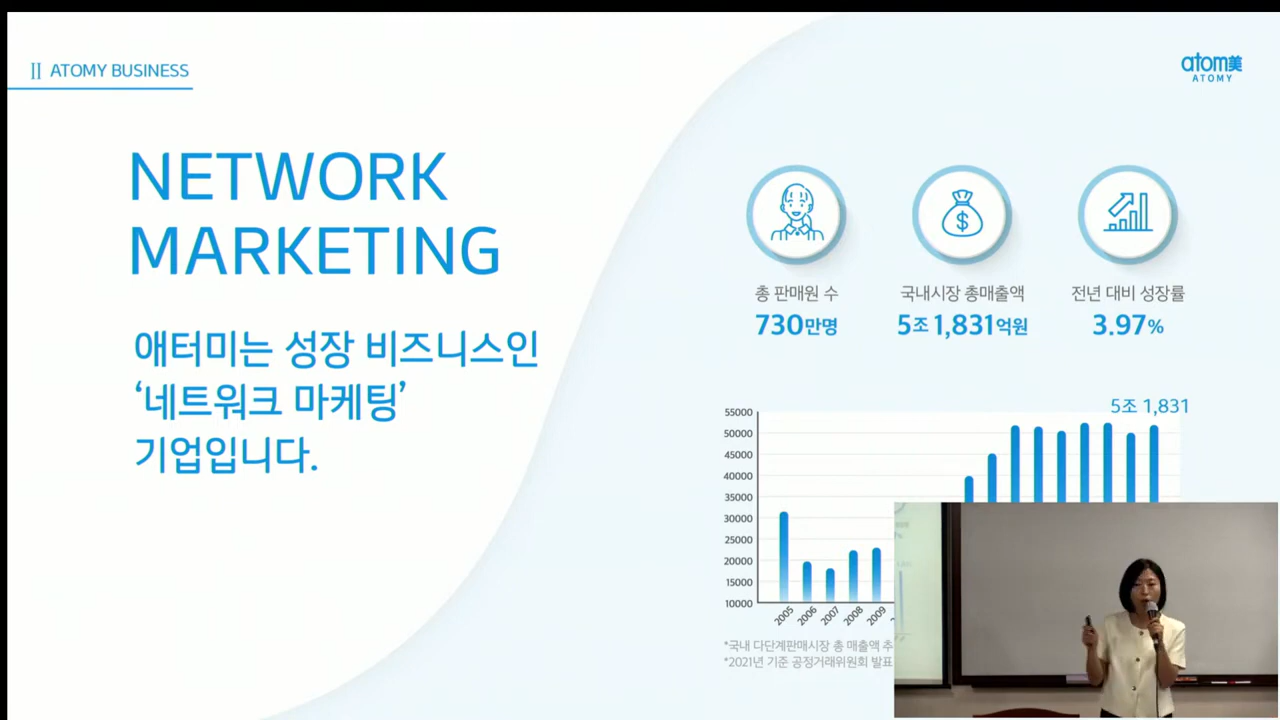 II ATOMY BUSINESS
atom美
ATOMY
NETWORK
MARKETING
애터미는 성장 비즈니스인
‘네트워크 마케팅’
기업입니다.
총 판매원 수
730만명
국내시장 총매출액
5조 1,831억원
전년 대비 성장률
3.97%
5조 1,831
55000
50000
45000
40000
35000
30000
25000
20000
15000
10000
2005
2006
2007
2008
2009
*국내 다단계판매시장 총 매출액 추
*2021년 기준 공정거래위원회 발표